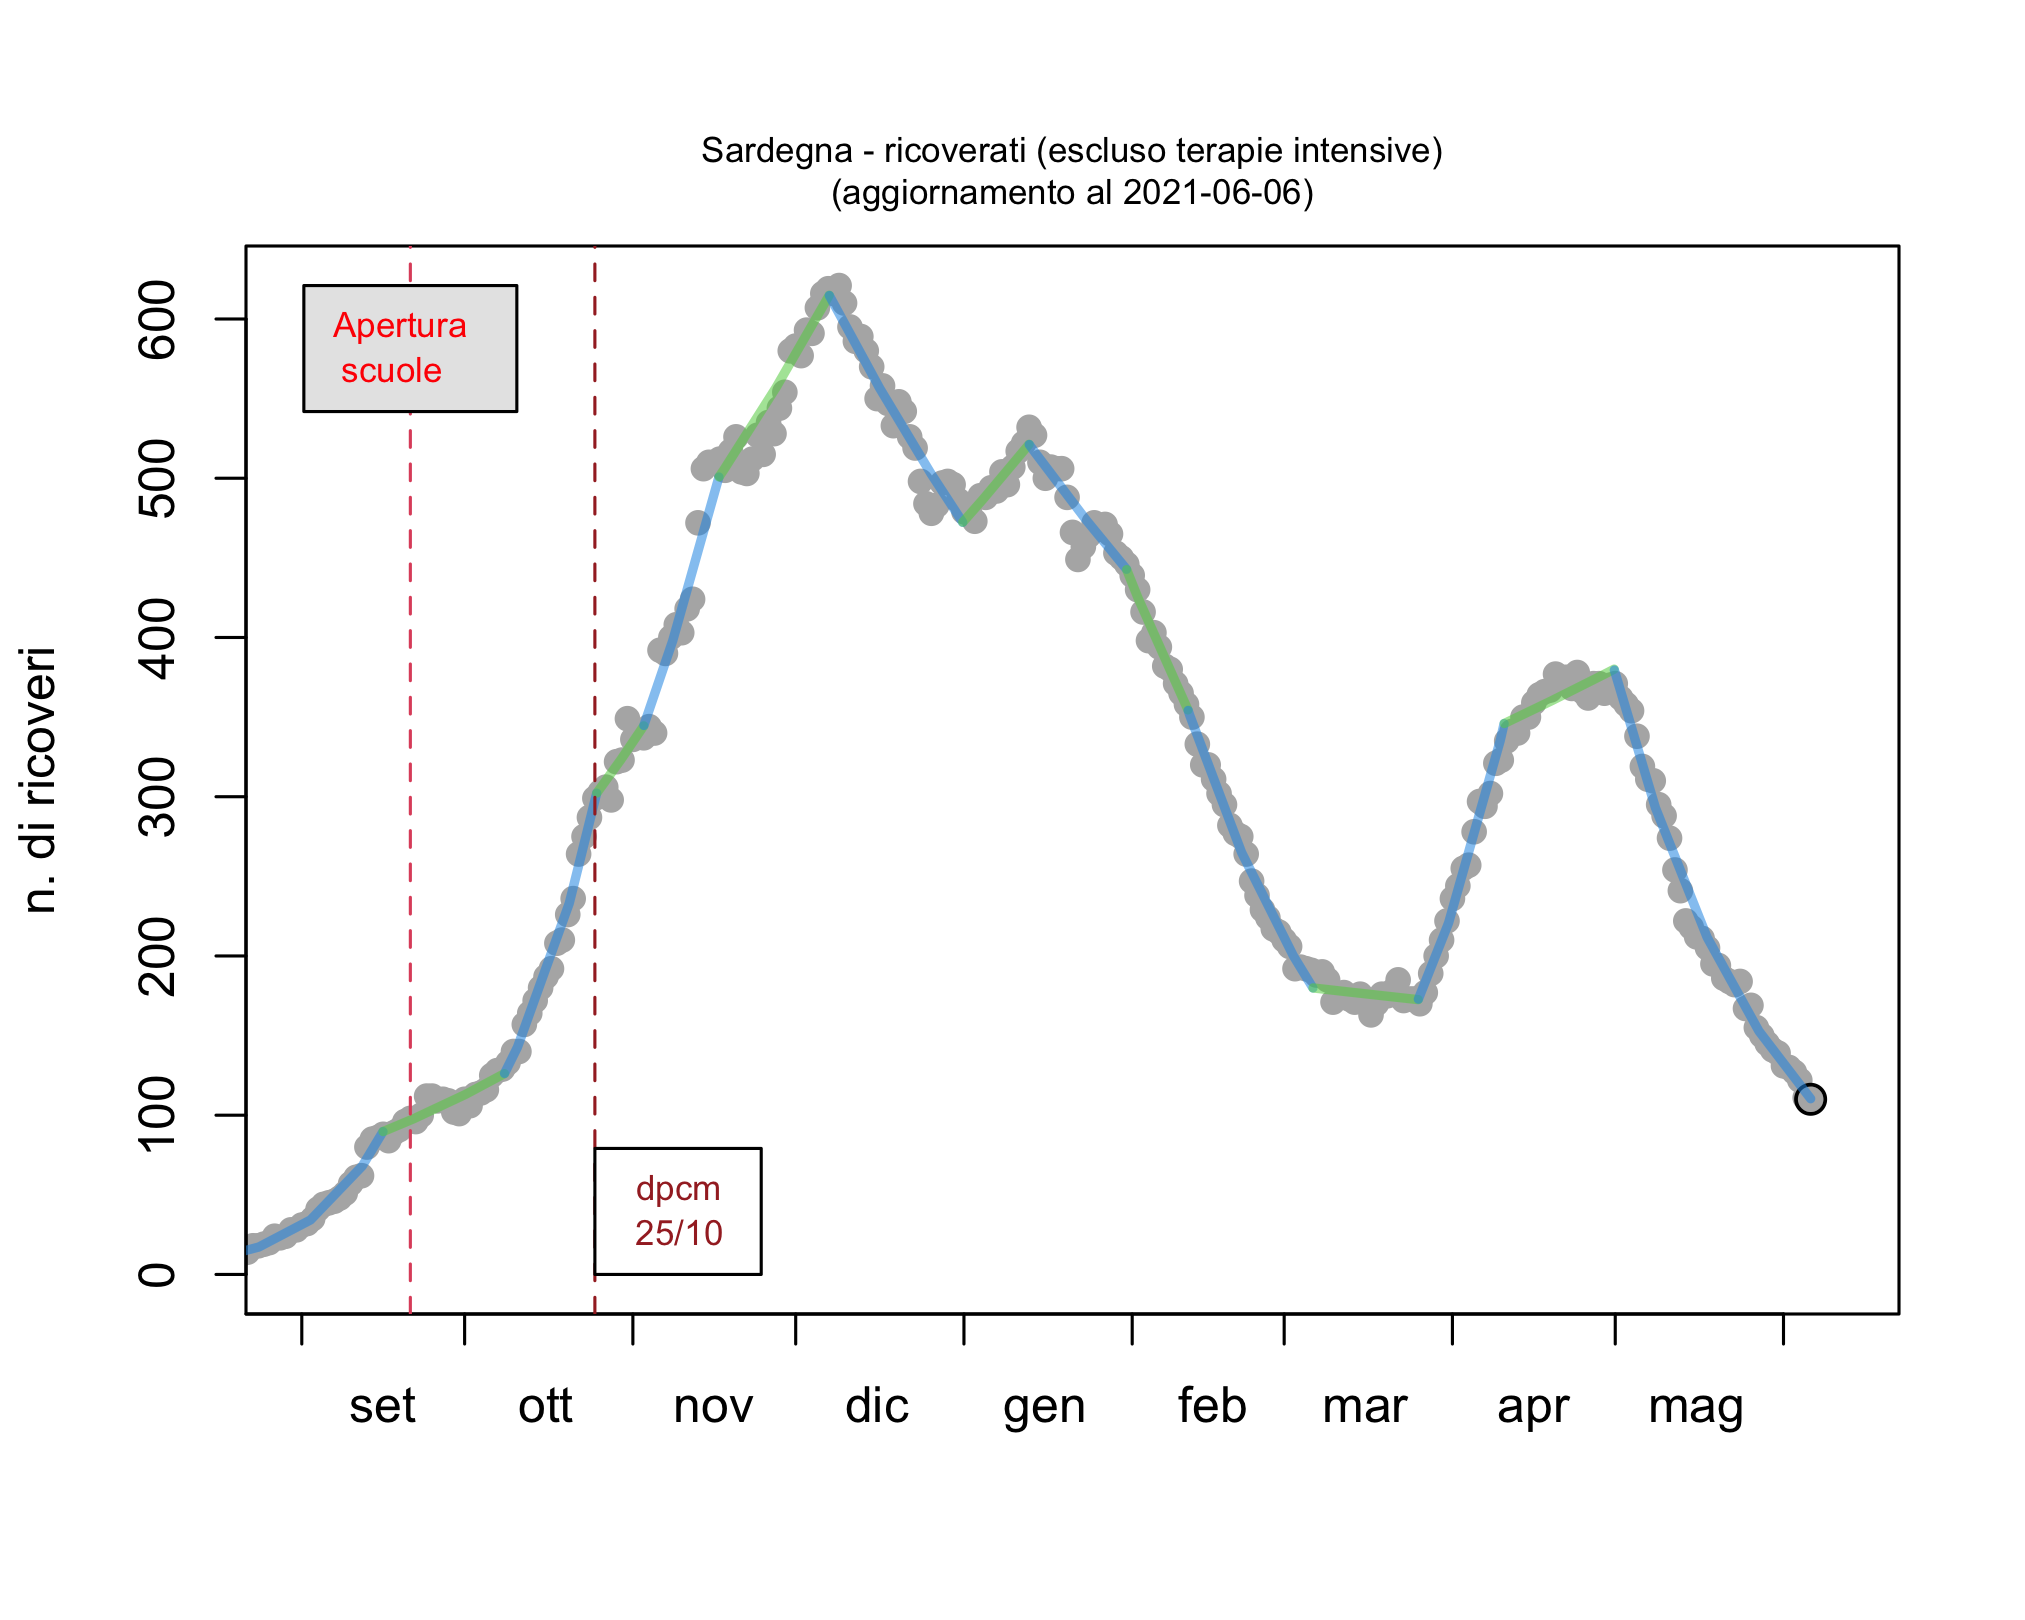 Sardegna - ricoverati (escluso terapie intensive)
(aggiornamento al 2021-06-06)
n. di ricoveri
600
500
400
300
200
100
0
Apertura
scuole
dpcm
25/10
set ott nov dic gen feb mar apr mag